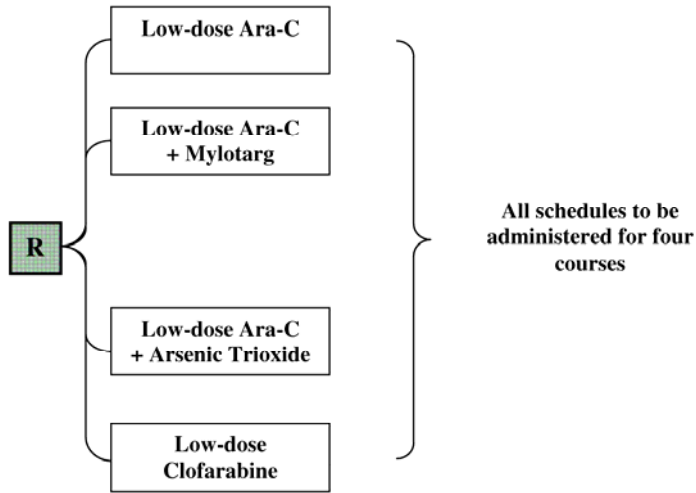 Low-dose Ara-C
Low-dose Ara-C
+ Mylotarg
R
Low-dose Ara-C
+ Arsenic Trioxide
Low-dose
Clofarabine
All schedules to be
administered for four
courses